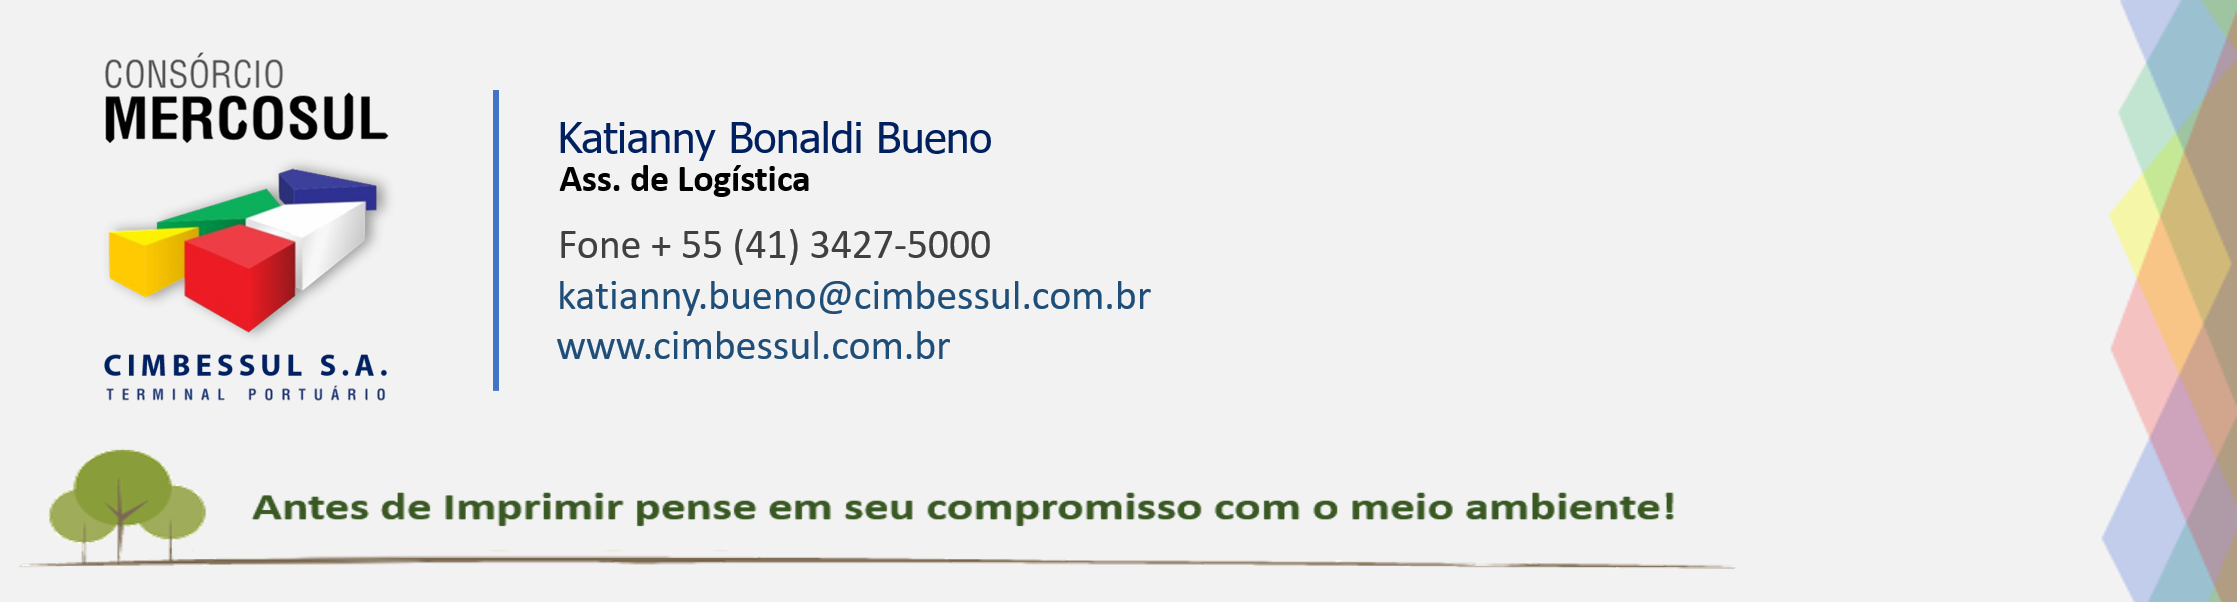 CONSÓRCIO
MERCOSUL
CIMBESSUL S.A.
TERMINAL PORTUÁRIO
Katianny Bonaldi Bueno
Ass. de Logística
Fone + 55 (41) 3427-5000
katianny.bueno@cimbessul.com.br
www.cimbessul.com.br
Antes de Imprimir pense em seu compromisso com o meio ambiente!